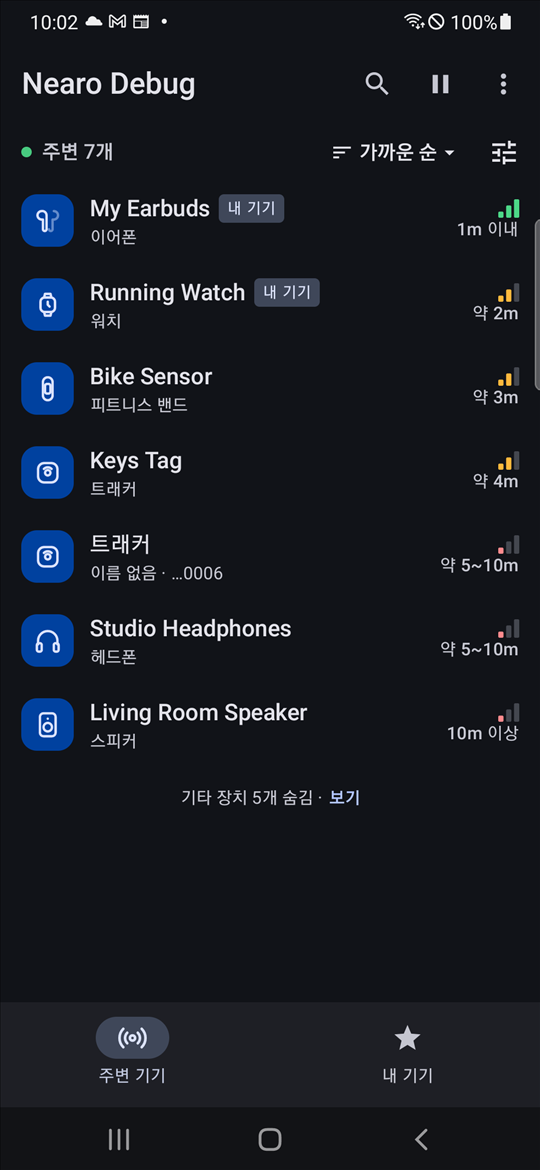 10:02 100%
Nearo Debug
주변 7개 가까운 순
My Earbuds 내 기기
이어폰 1m 이내
Running Watch 내 기기
워치 약 2m
Bike Sensor
피트니스 밴드 약 3m
Keys Tag
트래커 약 4m
트래커
이름 없음 · …0006 약 5~10m
Studio Headphones
헤드폰 약 5~10m
Living Room Speaker
스피커 10m 이상
기타 장치 5개 숨김 · 보기
주변 기기 내 기기